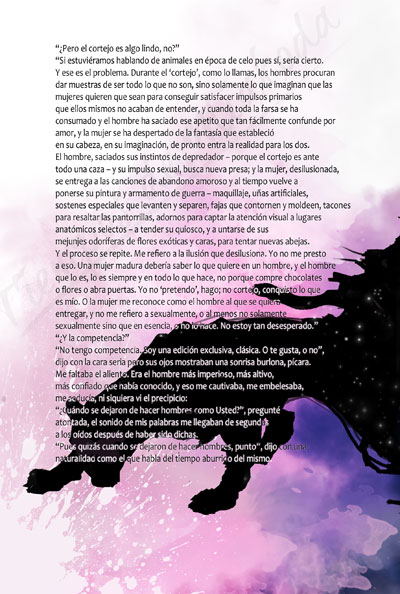 “¿Pero el cortejo es algo lindo, no?”
“Si estuviéramos hablando de animales en época de celo pues sí, sería cierto.
Y ese es el problema. Durante el ‘cortejo’, como lo llamas, los hombres procuran
dar muestras de ser todo lo que no son, sino solamente lo que imaginan que las
mujeres quieren que sean para conseguir satisfacer impulsos primarios
que ellos mismos no acaban de entender, y cuando toda la farsa se ha
consumado y el hombre ha saciado ese apetito que tan fácilmente confunde por
amor, y la mujer se ha despertado de la fantasía que estableció
en su cabeza, en su imaginación, de pronto entra la realidad para los dos.
El hombre, saciados sus instintos de depredador – porque el cortejo es ante
todo una caza – y su impulso sexual, busca nueva presa; y la mujer, desilusionada,
se entrega a las canciones de abandono amoroso y al tiempo vuelve a
ponerse su pintura y armamento de guerra – maquillaje, uñas artificiales,
sostenes especiales que levanten y separen, fajas que contornen y moldeen, tacones
para resaltar las pantorrillas, adornos para captar la atención visual a lugares
anatómicos selectos – a tender su quiosco, y a untarse de sus
mejunjes odoríferas de flores exóticas y caras, para tentar nuevas abejas.
Y el proceso se repite. Me refiero a la ilusión que desilusiona. Yo no me presto
a eso. Una mujer madura debería saber lo que quiere en un hombre, y el hombre
que lo es, lo es siempre y en todo lo que hace, no porque compre chocolates
o flores o abra puertas. Yo no ‘pretendo’, hago; no cortejo, conquisto lo que
es mío. O la mujer me reconoce como el hombre al que se quiera
entregar, y no me refiero a sexualmente, o al menos no solamente
sexualmente sino que en esencia, o no lo hace. No estoy tan desesperado.”
“¿Y la competencia?”
“No tengo competencia. Soy una edición exclusiva, clásica. O te gusta, o no”,
dijo con la cara seria pero sus ojos mostraban una sonrisa burlona, pícara.
Me faltaba el aliento. Era el hombre más imperioso, más altivo,
más confiado que había conocido, y eso me cautivaba, me embelesaba,
me seducía, ni siquiera vi el precipicio:
“¿Cuándo se dejaron de hacer hombres como Usted?”, pregunté
atontada, el sonido de mis palabras me llegaban de segundas
a los oídos después de haber sido dichas.
“Pues quizás cuando se dejaron de hacer hombres, punto”, dijo con una
naturalidad como el que habla del tiempo aburrido del mismo.